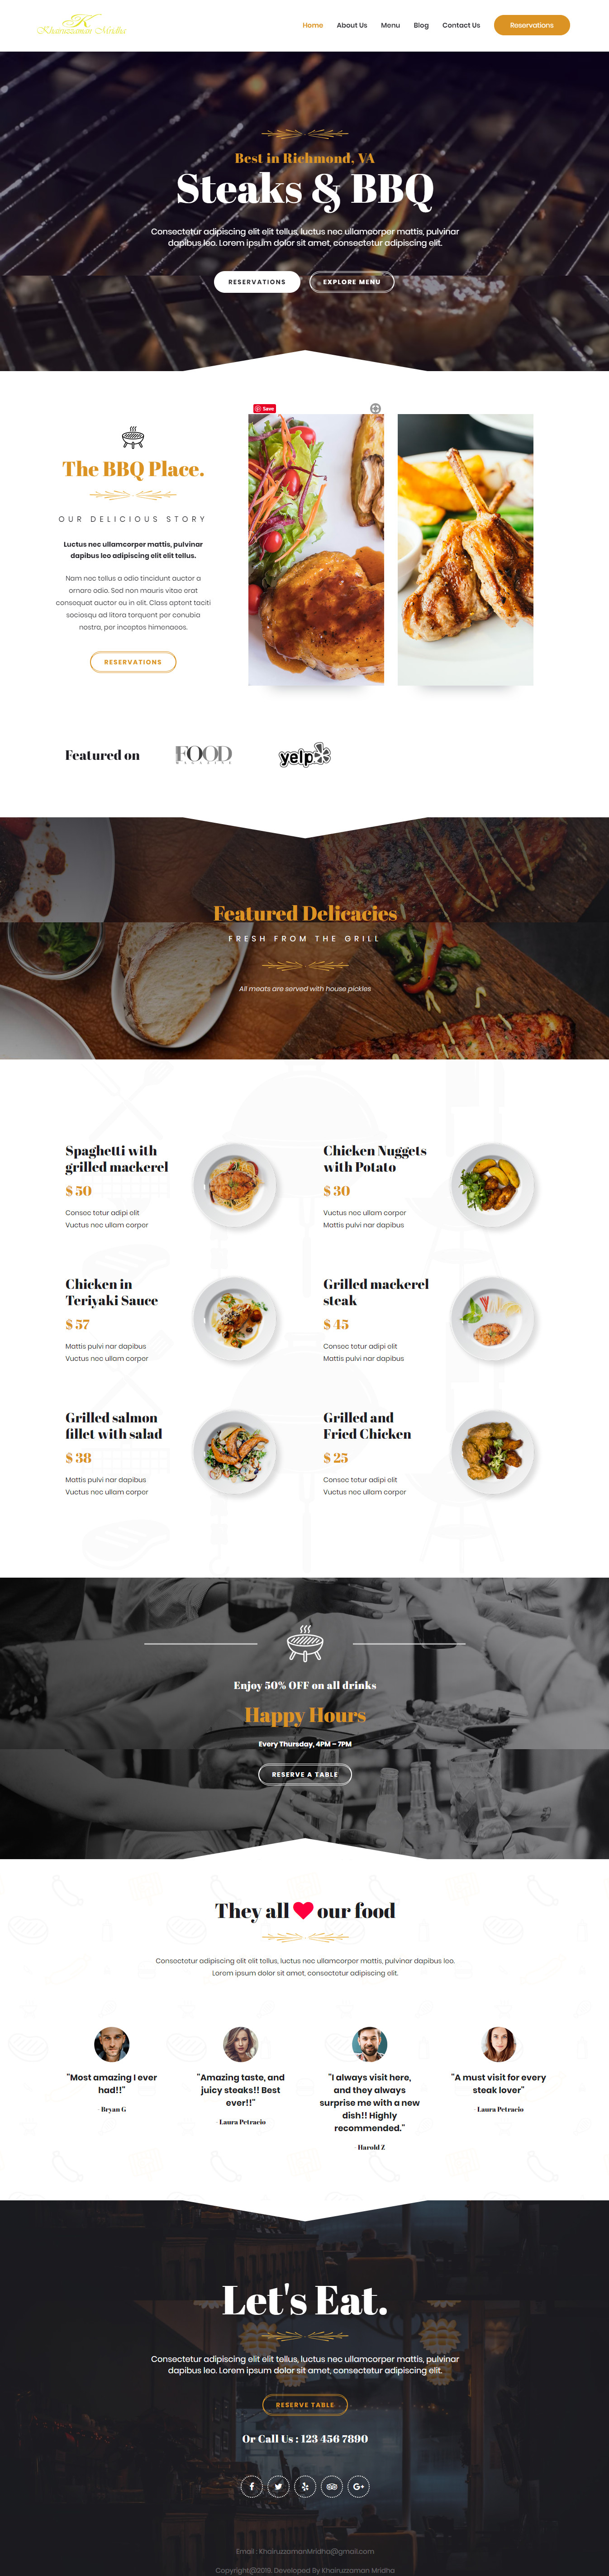 K
Khairuzzaman Mridha
Home About Us Menu Blog Contact Us Reservations
Best in Richmond, VA
Steaks & BBQ
Consectetur adipiscing elit elit tellus, luctus nec ullamcorper mattis, pulvinar
dapibus leo. Lorem ipsum dolor sit amet, consectetur adipiscing elit.
RESERVATIONS EXPLORE MENU
Save
The BBQ Place.
OUR DELICIOUS STORY
Luctus nec ullamcorper mattis, pulvinar
dapibus leo adipiscing elit elit tellus.
Nam nec tellus a odio tincidunt auctor a
ornare odio. Sed non mauris vitae erat
consequat auctor eu in elit. Class aptent taciti
sociosqu ad litora torquent per conubia
nostra, per inceptos himenaeos.
RESERVATIONS
Featured on FOOD
MAGAZINE
yelp
Featured Delicacies
FRESH FROM THE GRILL
All meats are served with house pickles
Spaghetti with
grilled mackerel
$ 50
Consec tetur adipi elit
Vuctus nec ullam corper
Chicken Nuggets
with Potato
$ 30
Vuctus nec ullam corper
Mattis pulvi nar dapibus
Chicken in
Teriyaki Sauce
$ 57
Mattis pulvi nar dapibus
Vuctus nec ullam corper
Grilled mackerel
steak
$ 45
Consec tetur adipi elit
Mattis pulvi nar dapibus
Grilled salmon
fillet with salad
$ 38
Mattis pulvi nar dapibus
Vuctus nec ullam corper
Grilled and
Fried Chicken
$ 25
Consec tetur adipi elit
Vuctus nec ullam corper
Enjoy 50% OFF on all drinks
Happy Hours
Every Thursday, 4PM – 7PM
RESERVE A TABLE
They all our food
Consectetur adipiscing elit elit tellus, luctus nec ullamcorper mattis, pulvinar dapibus leo.
Lorem ipsum dolor sit amet, consectetur adipiscing elit.
"Most amazing I ever
had!!"
- Bryan G
"Amazing taste, and
juicy steaks!! Best
ever!!"
- Laura Petracio
"I always visit here,
and they always
surprise me with a new
dish!! Highly
recommended."
- Harold Z
"A must visit for every
steak lover"
- Laura Petracio
Let's Eat.
Consectetur adipiscing elit elit tellus, luctus nec ullamcorper mattis, pulvinar
dapibus leo. Lorem ipsum dolor sit amet, consectetur adipiscing elit.
RESERVE TABLE
Or Call Us : 123 456 7890
Email : KhairuzzamanMridha@gmail.com
Copyright@2019. Developed By Khairuzzaman Mridha